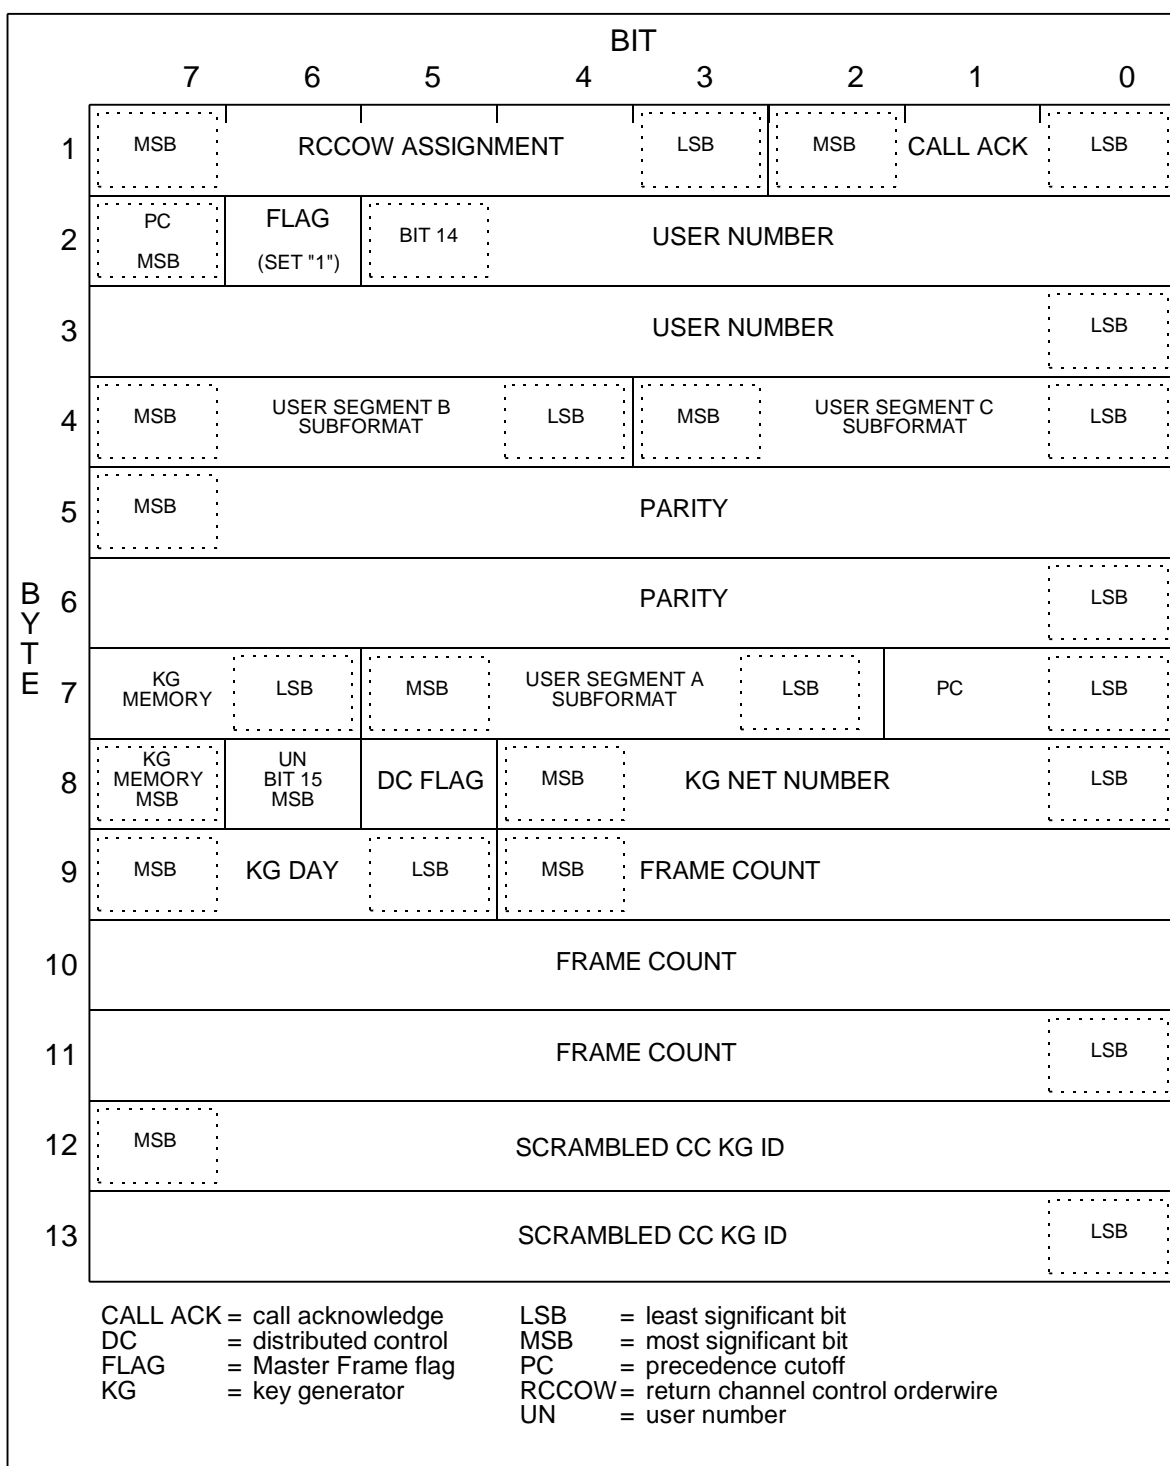 BIT
7 6 5 4 3 2 1 0
1 MSB RCCOW ASSIGNMENT LSB MSB CALL ACK LSB
2 PC MSB FLAG (SET "1") BIT 14 USER NUMBER
3 USER NUMBER LSB
4 MSB USER SEGMENT B SUBFORMAT LSB MSB USER SEGMENT C SUBFORMAT LSB
5 MSB PARITY
BYTE
6 PARITY LSB
7 KG MEMORY LSB MSB USER SEGMENT A SUBFORMAT LSB PC LSB
8 KG MEMORY MSB UN BIT 15 MSB DC FLAG MSB KG NET NUMBER LSB
9 MSB KG DAY LSB MSB FRAME COUNT
10 FRAME COUNT
11 FRAME COUNT LSB
12 MSB SCRAMBLED CC KG ID
13 SCRAMBLED CC KG ID LSB
CALL ACK = call acknowledge
DC = distributed control
FLAG = Master Frame flag
KG = key generator
LSB = least significant bit
MSB = most significant bit
PC = precedence cutoff
RCCOW = return channel control orderwire
UN = user number